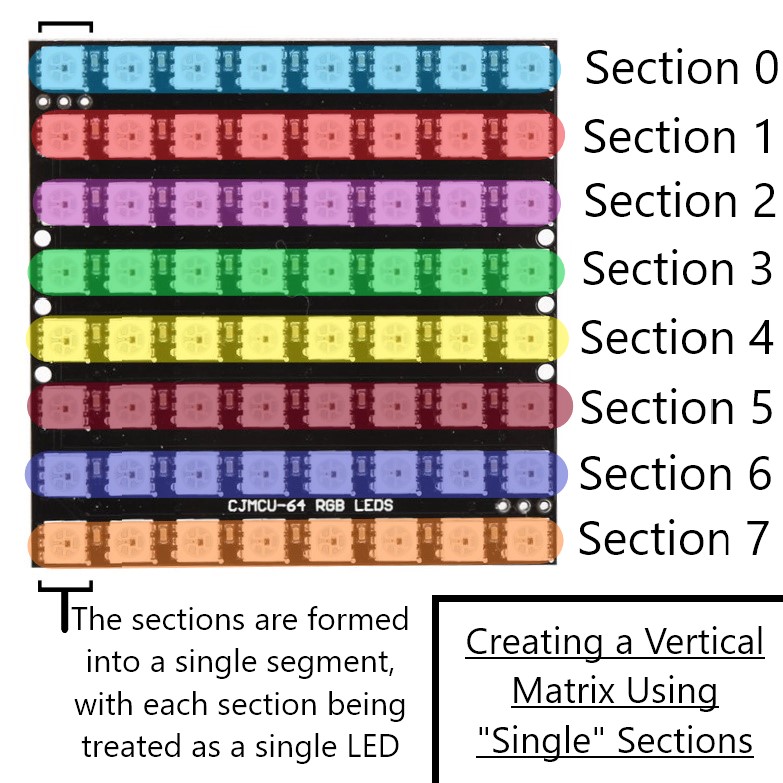 Section 0
Section 1
Section 2
Section 3
Section 4
Section 5
Section 6
CJMCU-64 RGB LEDS
Section 7
The sections are formed
into a single segment,
with each section being
treated as a single LED
Creating a Vertical
Matrix Using
"Single" Sections